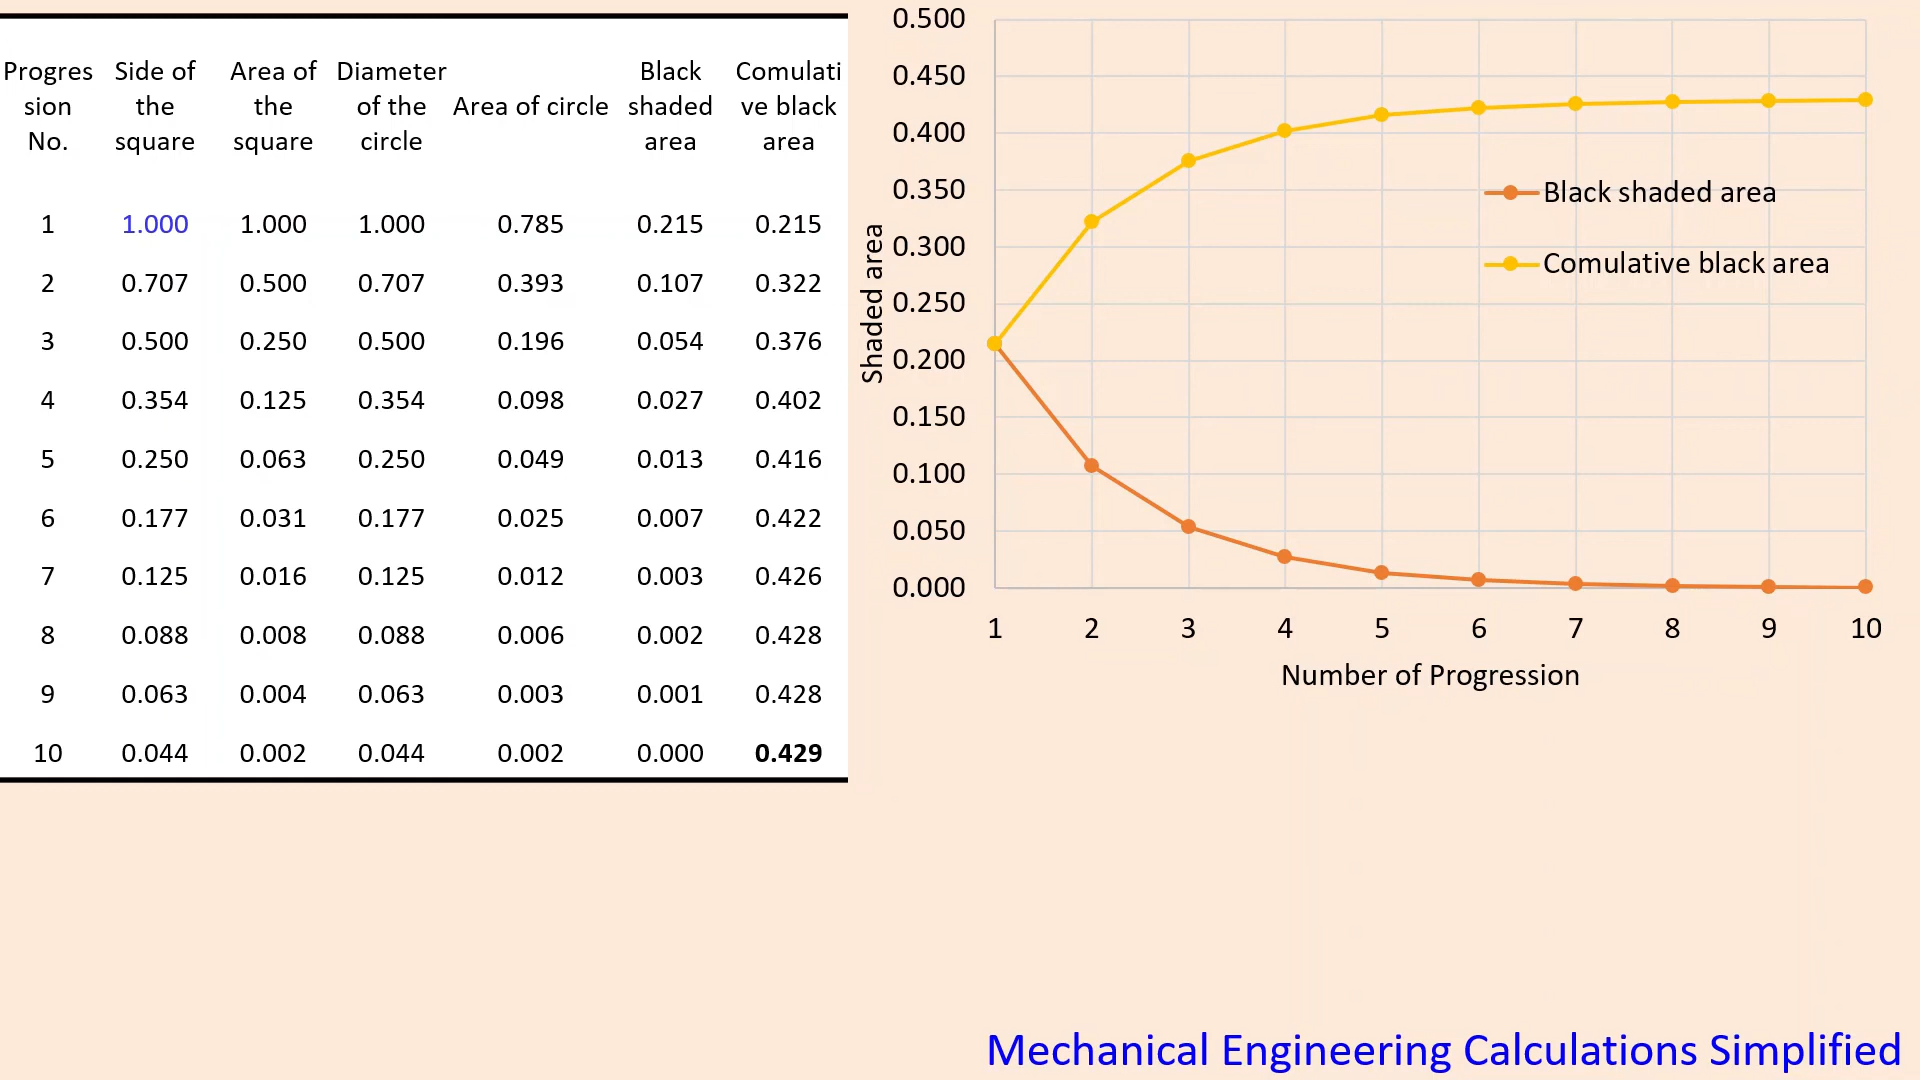 Progres Side of Area of Diameter Black Comulati
sion the the of the Area of circle shaded ve black
No. square square circle area area
1 1.000 1.000 1.000 0.785 0.215 0.215
2 0.707 0.500 0.707 0.393 0.107 0.322
3 0.500 0.250 0.500 0.196 0.054 0.376
4 0.354 0.125 0.354 0.098 0.027 0.402
5 0.250 0.063 0.250 0.049 0.013 0.416
6 0.177 0.031 0.177 0.025 0.007 0.422
7 0.125 0.016 0.125 0.012 0.003 0.426
8 0.088 0.008 0.088 0.006 0.002 0.428
9 0.063 0.004 0.063 0.003 0.001 0.428
10 0.044 0.002 0.044 0.002 0.000 0.429
0.500
0.450
0.400
0.350
0.300
0.250
0.200
0.150
0.100
0.050
0.000
Shaded area
Black shaded area
Comulative black area
1 2 3 4 5 6 7 8 9 10
Number of Progression
Mechanical Engineering Calculations Simplified